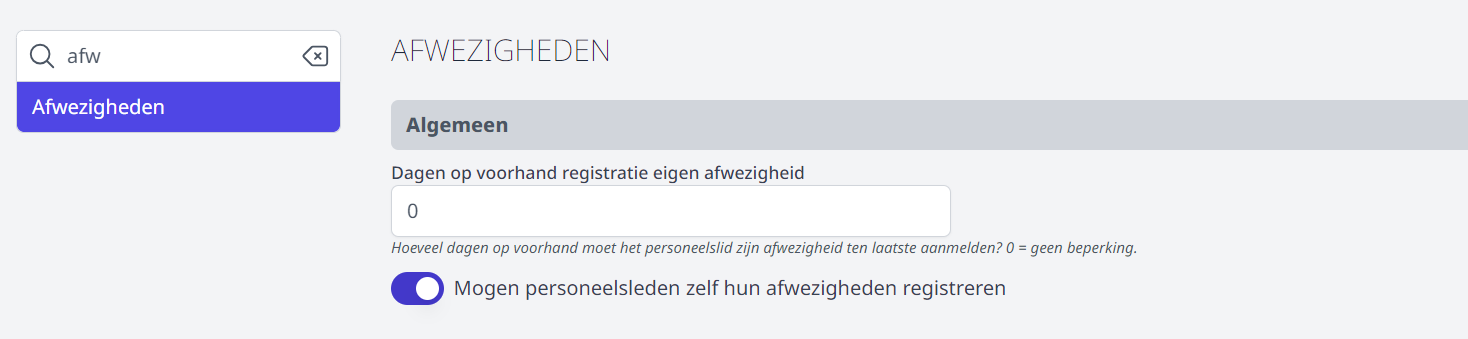 afw
Afwezigheden
AFWEZIGHEDEN
Algemeen
Dagen op voorhand registratie eigen afwezigheid
0
Hoeveel dagen op voorhand moet het personeelslid zijn afwezigheid ten laatste aanmelden? 0 = geen beperking.
Mogen personeelsleden zelf hun afwezigheden registreren